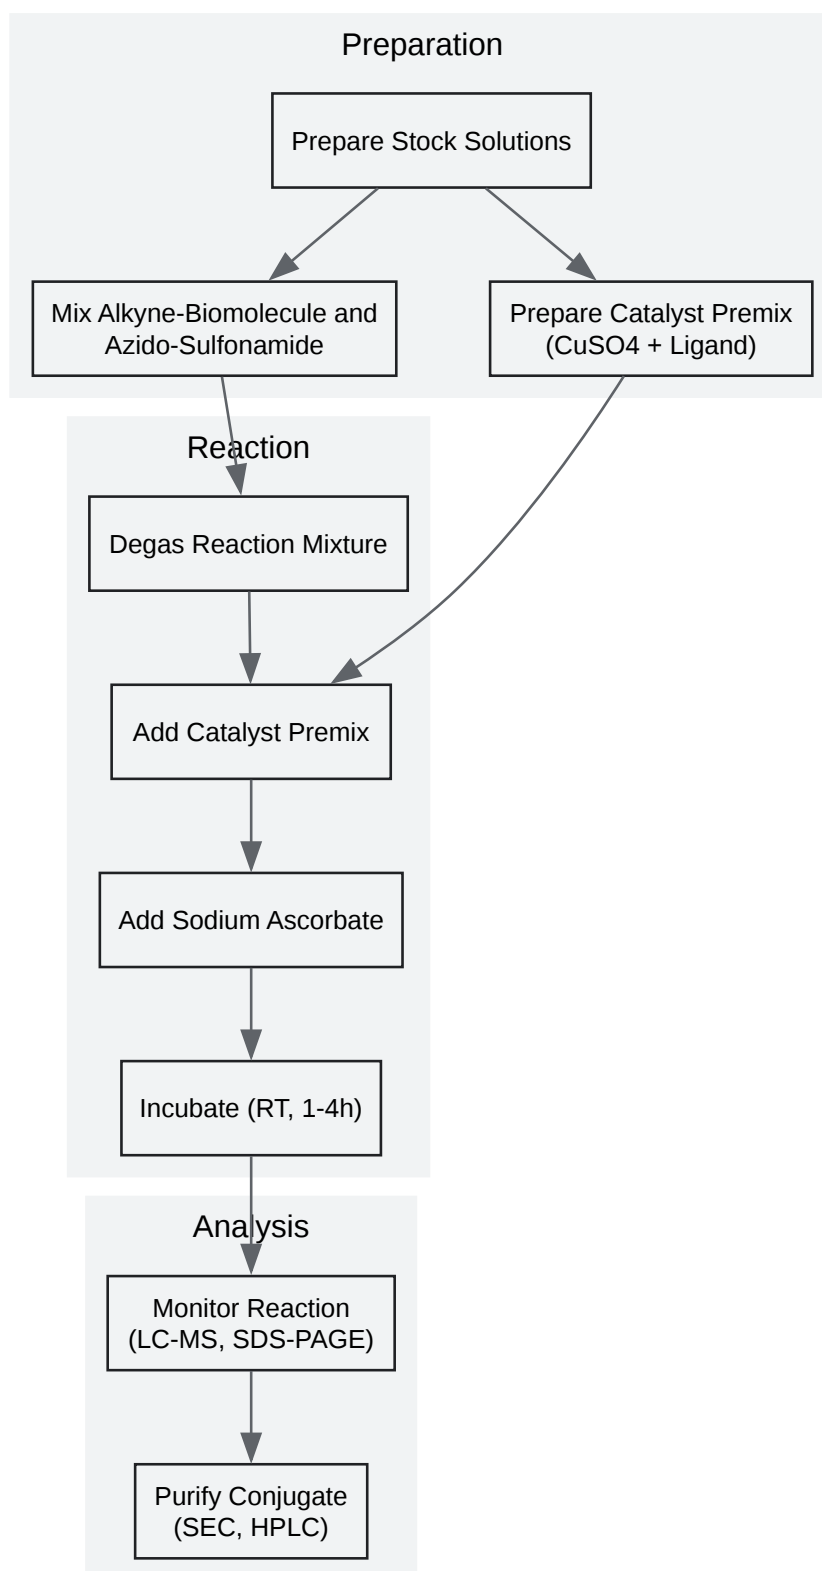 Preparation
Prepare Stock Solutions
Mix Alkyne-Biomolecule and
Azido-Sulfonamide
Prepare Catalyst Premix
(CuSO4 + Ligand)
Reaction
Degas Reaction Mixture
Add Catalyst Premix
Add Sodium Ascorbate
Incubate (RT, 1-4h)
Analysis
Monitor Reaction
(LC-MS, SDS-PAGE)
Purify Conjugate
(SEC, HPLC)